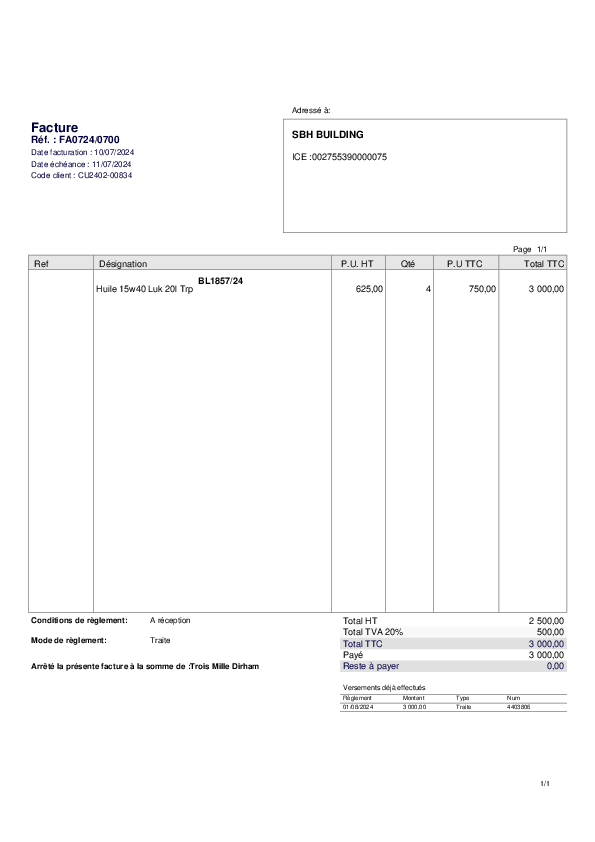 Adressé à:
Facture
Réf. : FA0724/0700
Date facturation : 10/07/2024
Date échéance : 11/07/2024
Code client : CU2402-00834
SBH BUILDING
ICE :002755390000075
Page 1/1
Ref Désignation P.U. HT Qté P.U TTC Total TTC
BL1857/24
Huile 15w40 Luk 20l Trp 625,00 4 750,00 3 000,00
Conditions de règlement: A réception
Mode de règlement: Traite
Arrêté la présente facture à la somme de :Trois Mille Dirham
Total HT 2 500,00
Total TVA 20% 500,00
Total TTC 3 000,00
Payé 3 000,00
Reste à payer 0,00
Versements déjà effectués
Règlement Montant Type Num
01/08/2024 3 000,00 Traite 4403806
1/1